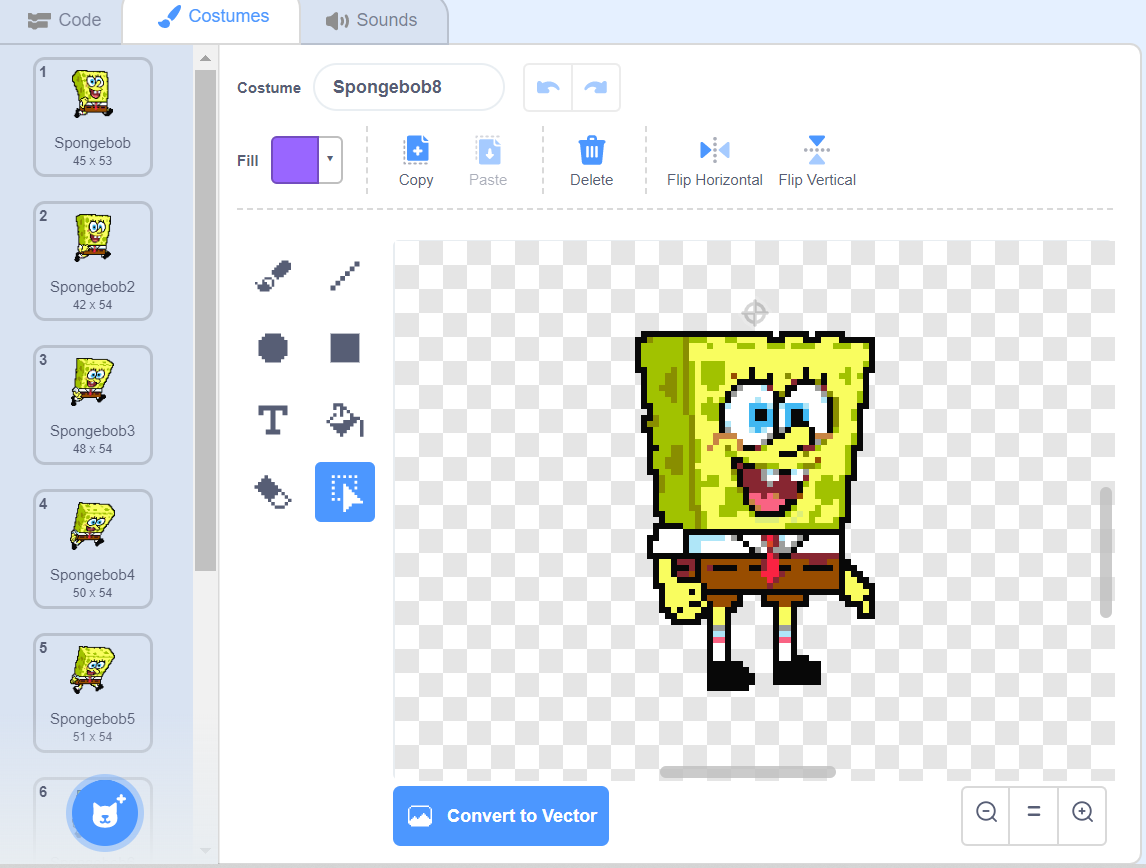 Code
Costumes
Sounds
1
Spongebob
45 x 53
2
Spongebob2
42 x 54
3
Spongebob3
48 x 54
4
Spongebob4
50 x 54
5
Spongebob5
51 x 54
6
Costume
Spongebob8
Fill
Copy
Paste
Delete
Flip Horizontal
Flip Vertical
T
Convert to Vector
=